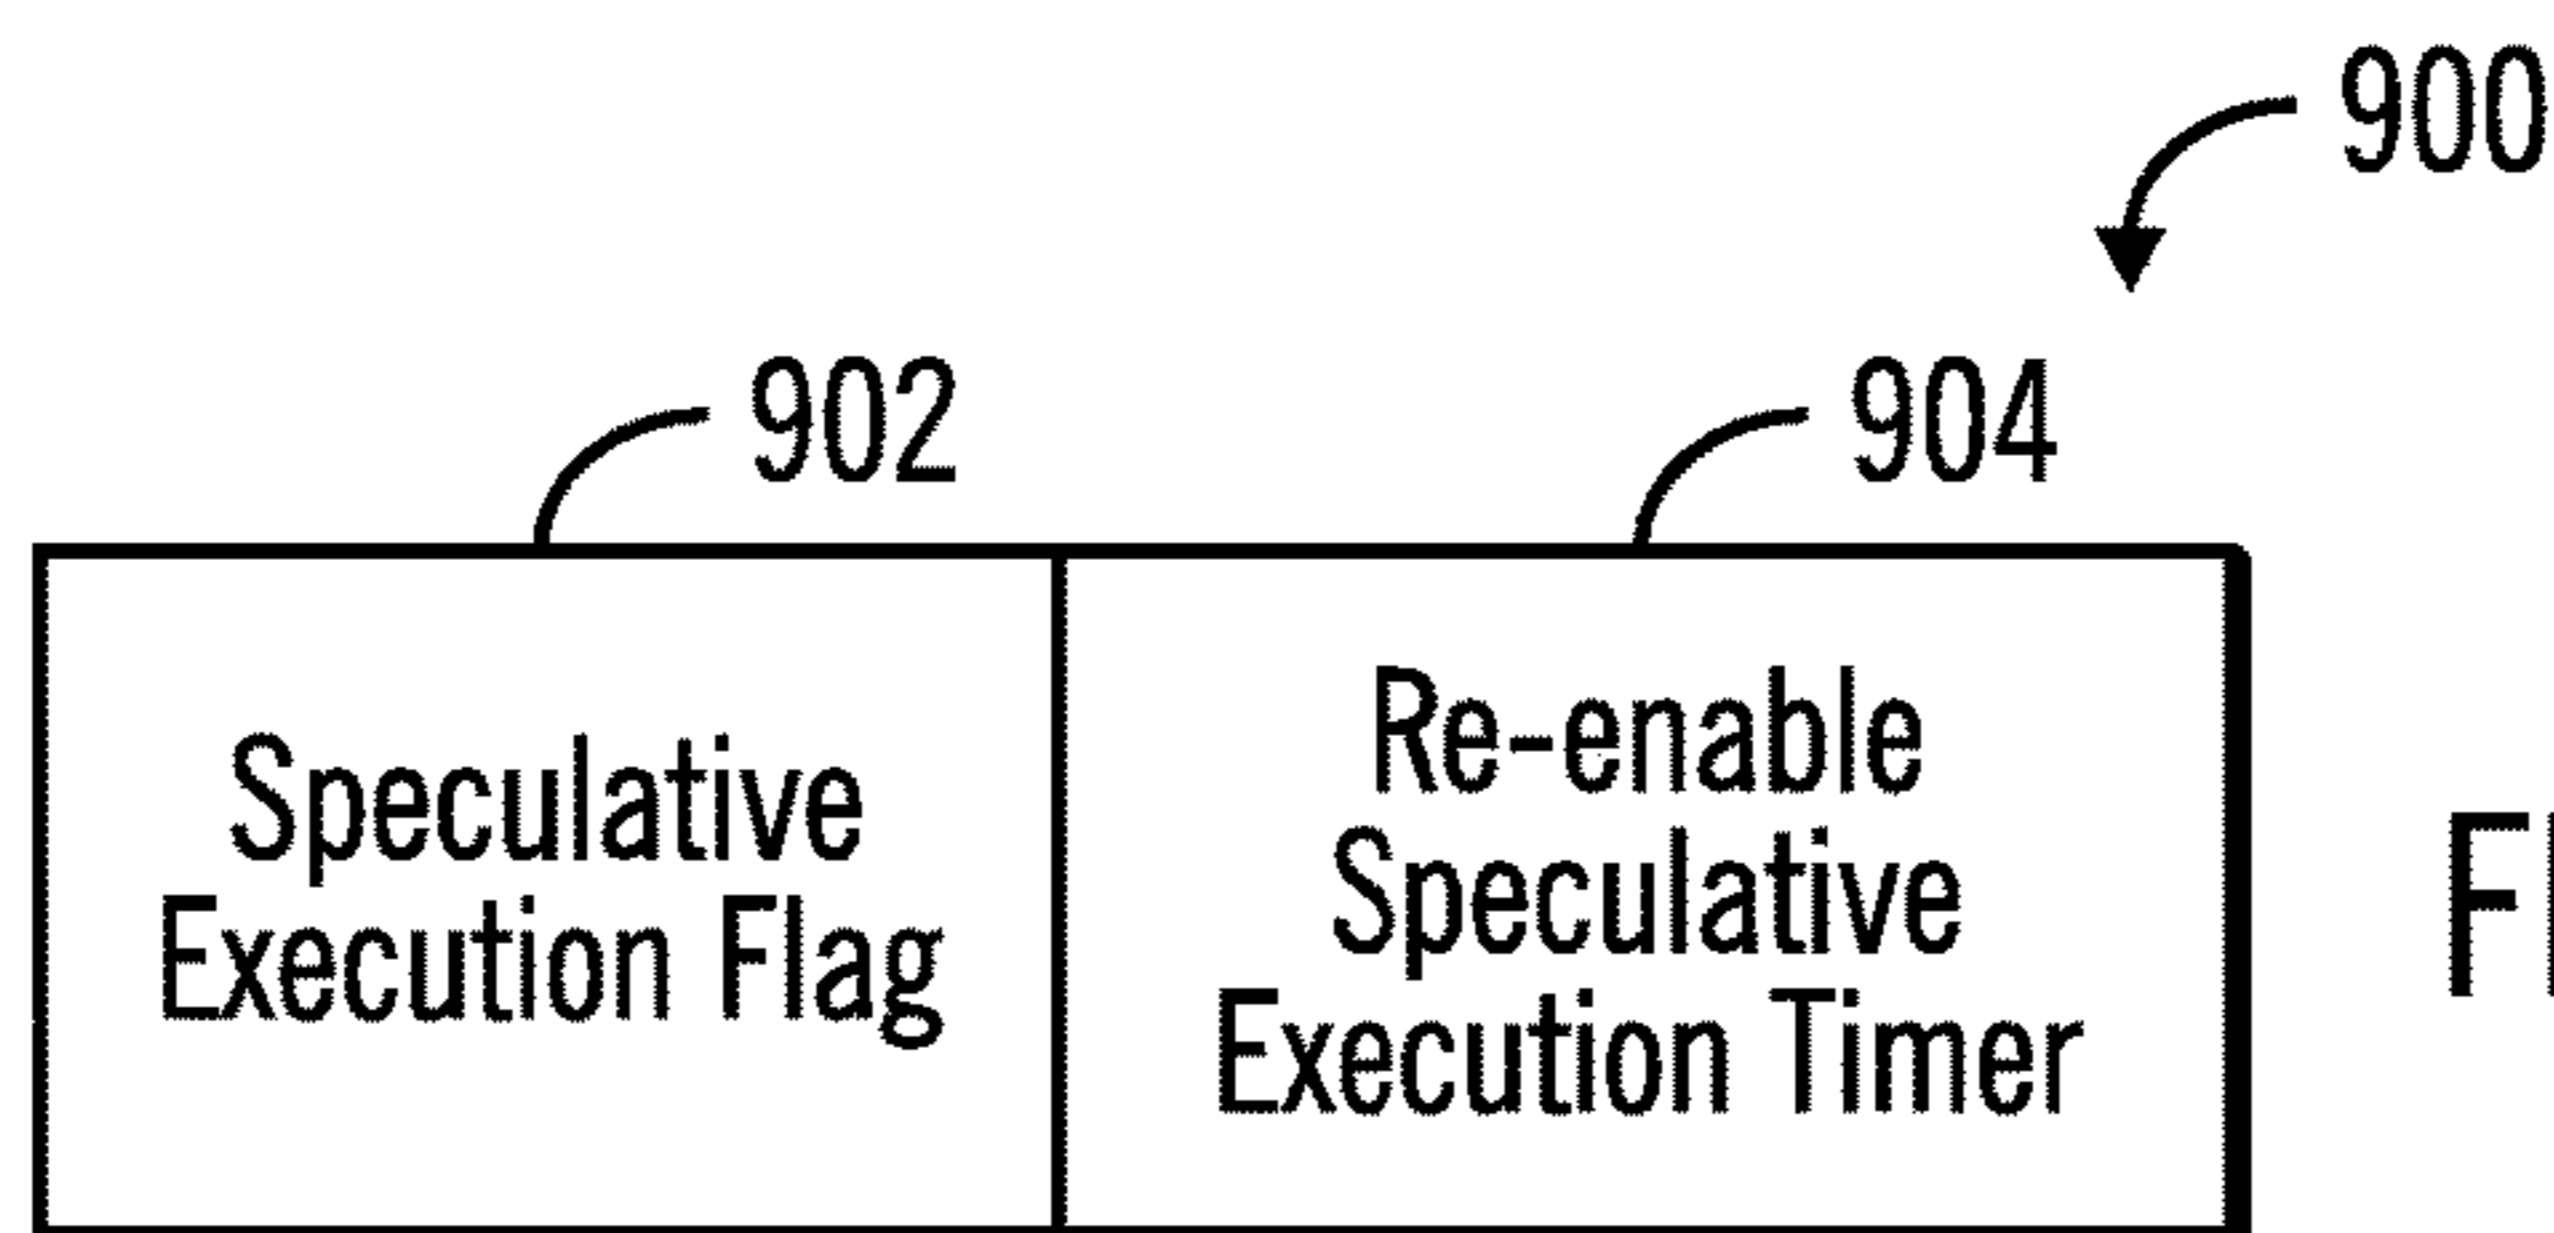 900
902
904
Speculative
Execution Flag
Re-enable
Speculative
Execution Timer